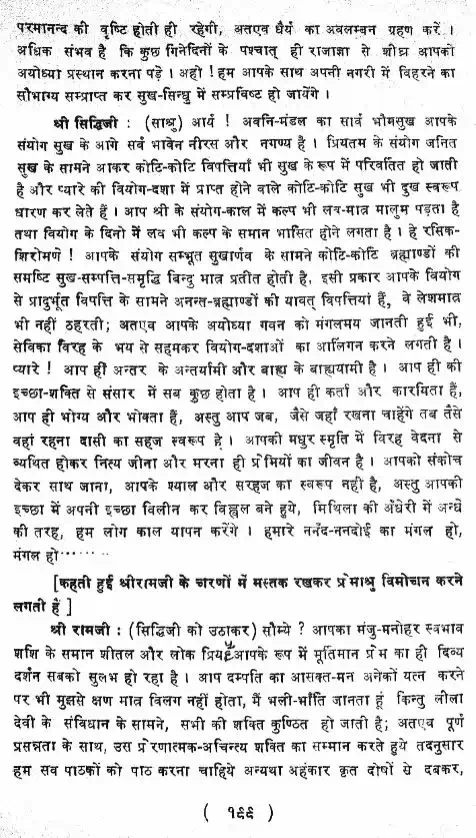 परमानन्द की वृष्टि होती ही रहेगी, अतएव धैर्य का अवलम्बन ग्रहण करें ।
अधिक संभव है कि कुछ गिनेदिनों के पश्चात् ही राजाज्ञा से शीघ्र आपको
अयोध्या प्रस्थान करना पड़े । अहो ! हम आपके साथ अपनी नगरी में विहरने का
सौभाग्य सम्प्राप्त कर सुख-सिन्धु में सम्प्रविष्ट हो जायेंगे ।
श्री सिद्धिजी : (साश्रु) आर्य ! अवनि-मंडल का सार्व भौमसुख आपके
संयोग सुख के आगे सर्व भावेन नीरस और नगण्य है । प्रियतम के संयोग जनित
सुख के सामने आकर कोटि-कोटि विपत्तियाँ भी सुख के रूप में परिवर्तित हो जाती
है और प्यारे की वियोग-दशा में प्राप्त होने वाले कोटि-कोटि सुख भी दुख स्वरूप
धारण कर लेते हैं । आप श्री के संयोग-काल में कल्प भी लव-मात्र मालुम पड़ता है
तथा वियोग के दिनो में लव भी कल्प के समान भासित होने लगता है । हे रसिक-
शिरोमणे ! आपके संयोग सम्भूत सुखार्णव के सामने कोटि-कोटि ब्रह्माण्डों की
समष्टि सुख-सम्पत्ति-समृद्धि बिन्दु मात्र प्रतीत होती है, इसी प्रकार आपके वियोग
से प्रादुर्भूत विपत्ति के सामने अनन्त-ब्रह्माण्डों की यावत् विपत्तियां हैं, वे लेशमात्र
भी नहीं ठहरती; अतएव आपके अयोध्या गवन को मंगलमय जानती हुई भी,
सेविका विरह के भय से सहमकर वियोग-दशाओं का आलिंगन करने लगती है ।
प्यारे ! आप ही अन्तर के अन्तर्यामी और बाह्य के बाह्ययामी है । आप ही की
इच्छा-शक्ति से संसार में सब कुछ होता है । आप ही कर्ता और कारयिता हैं,
आप ही भोग्य और भोक्ता हैं, अस्तु आप जब, जैसे जहाँ रखना चाहेंगे तब तैसे
वहां रहना दासी का सहज स्वरूप है । आपकी मधुर स्मृति में विरह वेदना से
व्यथित होकर नित्य जीना और मरना ही प्रेमियों का जीवन है । आपको संकोच
देकर साथ जाना, आपके श्याल और सरहज का स्वरूप नही है, अस्तु आपकी
इच्छा में अपनी इच्छा विलीन कर विह्वल बने हुये, मिथिला की अँधेरी में अन्धे
की तरह, हम लोग काल यापन करेंगे । हमारे ननँद-ननदोई का मंगल हो,
मंगल हो······
[कहती हुई श्रीरामजी के चरणों में मस्तक रखकर प्रेमाश्रु विमोचन करने
लगती हैं ]
श्री रामजी : (सिद्धिजी को उठाकर) सौम्ये ? आपका मंजु-मनोहर स्वभाव
शशि के समान शीतल और लोक प्रिय है आपके रूप में मूर्तिमान प्रेम का ही दिव्य
दर्शन सबको सुलभ हो रहा है । आप दम्पति का आसक्त-मन अनेकों यत्न करने
पर भी मुझसे क्षण मात्र विलग नहीं होता, मैं भली-भाँति जानता हूं किन्तु लीला
देवी के संविधान के सामने, सभी की शक्ति कुण्ठित हो जाती है; अतएव पूर्ण
प्रसन्नता के साथ, उस प्रेरणात्मक-अचिन्त्य शक्ति का सम्मान करते हुये तदनुसार
हम सव पाठकों को पाठ करना चाहिये अन्यथा अहंकार कृत दोषों से दबकर,
( १९६ )